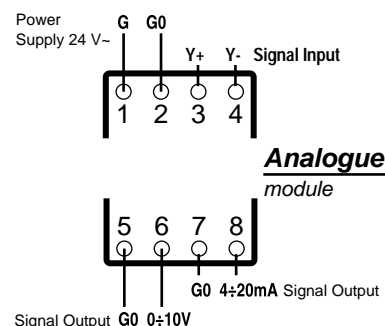 Power G G0
Supply 24 V~
Y+ Y- Signal Input
1 2 3 4
Analogue
module
5 6 7 8
G0 4÷20mA Signal Output
Signal Output G0 0÷10V